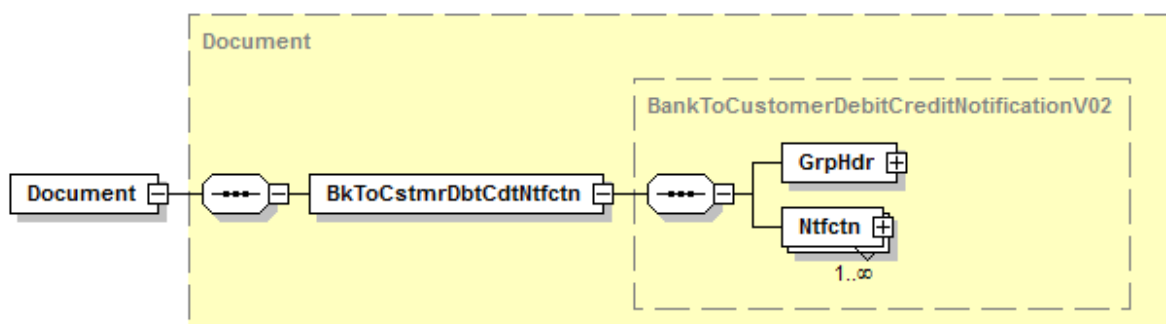 Document
BankToCustomerDebitCreditNotificationV02
GrpHdr
Document
BkToCstmrDbtCdtNtfctn
Ntfctn
1..∞